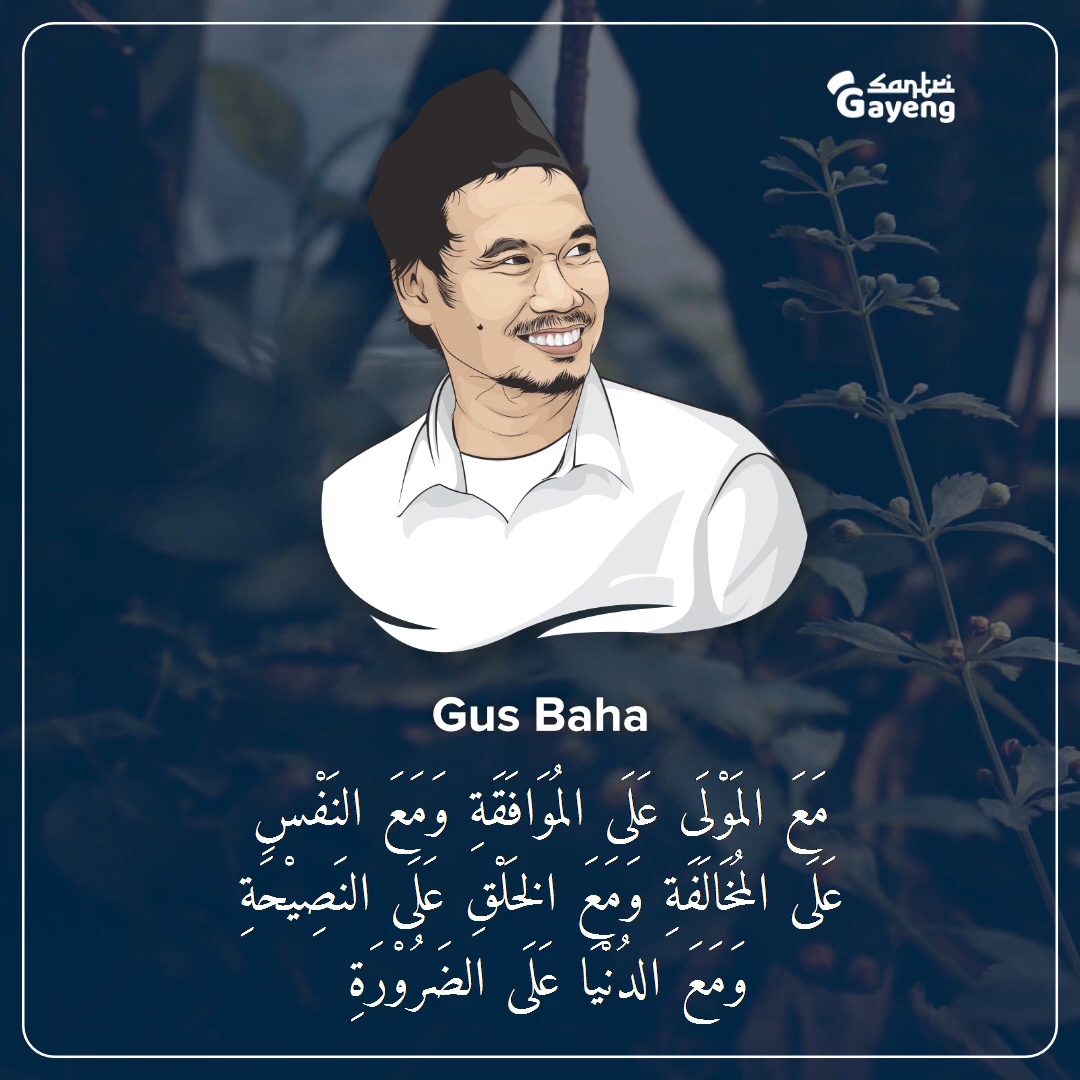 Santri
Gayeng
Gus Baha
مَعَ المَوْلَى عَلَى المُوَافَقَةِ وَمَعَ النَفْسِ
عَلَى المُخَالَفَةِ وَمَعَ الخَلْقِ عَلَى النَصِيْحَةِ
وَمَعَ الدُنْيَا عَلَى الضَرُوْرَةِ